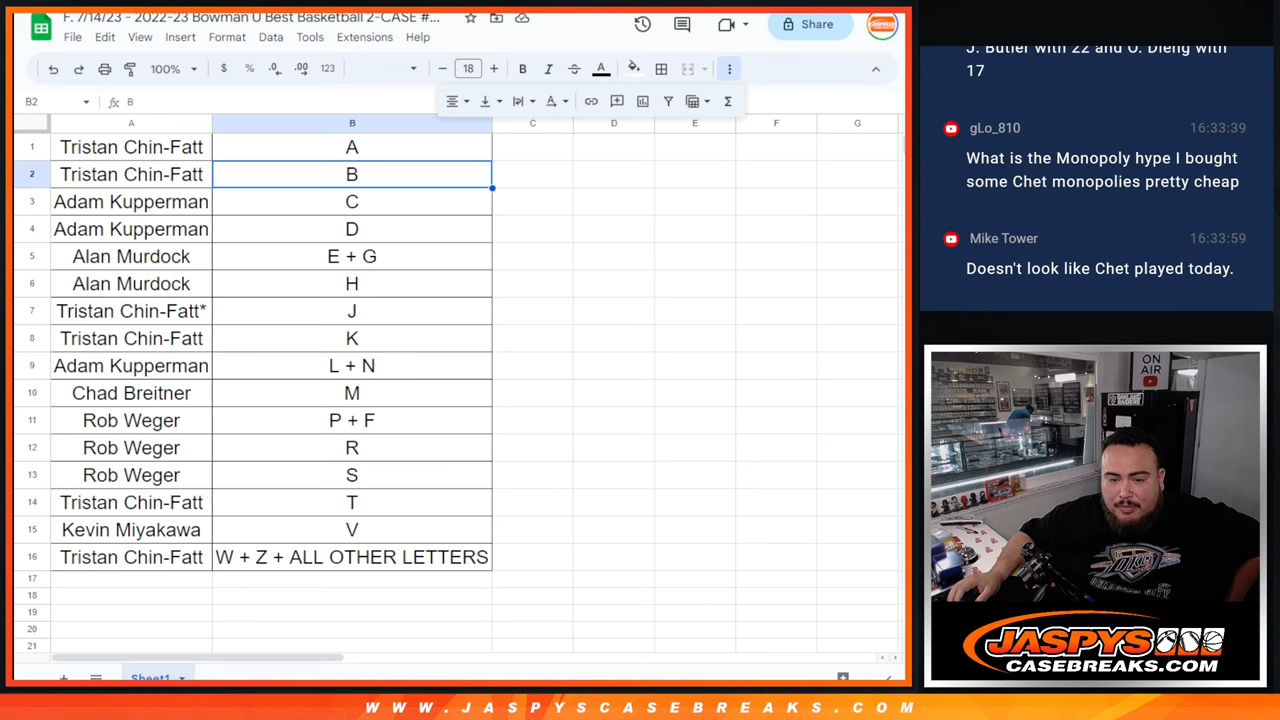 F. 7/14/23 - 2022-23 Bowman U Best Basketball 2-CASE #...
File Edit View Insert Format Data Tools Extensions Help
Share
100% $ % .0 .00 123 18 B I A
B2 fx B
A B C D E F G
1 Tristan Chin-Fatt A
2 Tristan Chin-Fatt B
3 Adam Kupperman C
4 Adam Kupperman D
5 Alan Murdock E + G
6 Alan Murdock H
7 Tristan Chin-Fatt* J
8 Tristan Chin-Fatt K
9 Adam Kupperman L + N
10 Chad Breitner M
11 Rob Weger P + F
12 Rob Weger R
13 Rob Weger S
14 Tristan Chin-Fatt T
15 Kevin Miyakawa V
16 Tristan Chin-Fatt W + Z + ALL OTHER LETTERS
17
18
19
20
21
Sheet1
J. Butler with 22 and O. Dieng with
17
gLo_810 16:33:39
What is the Monopoly hype I bought
some Chet monopolies pretty cheap
Mike Tower 16:33:59
Doesn't look like Chet played today.
ON
AIR
OKC
OKLAHOMA CITY
JASPYS
CASEBREAKS.COM
WWW.JASPYSCASEBREAKS.COM